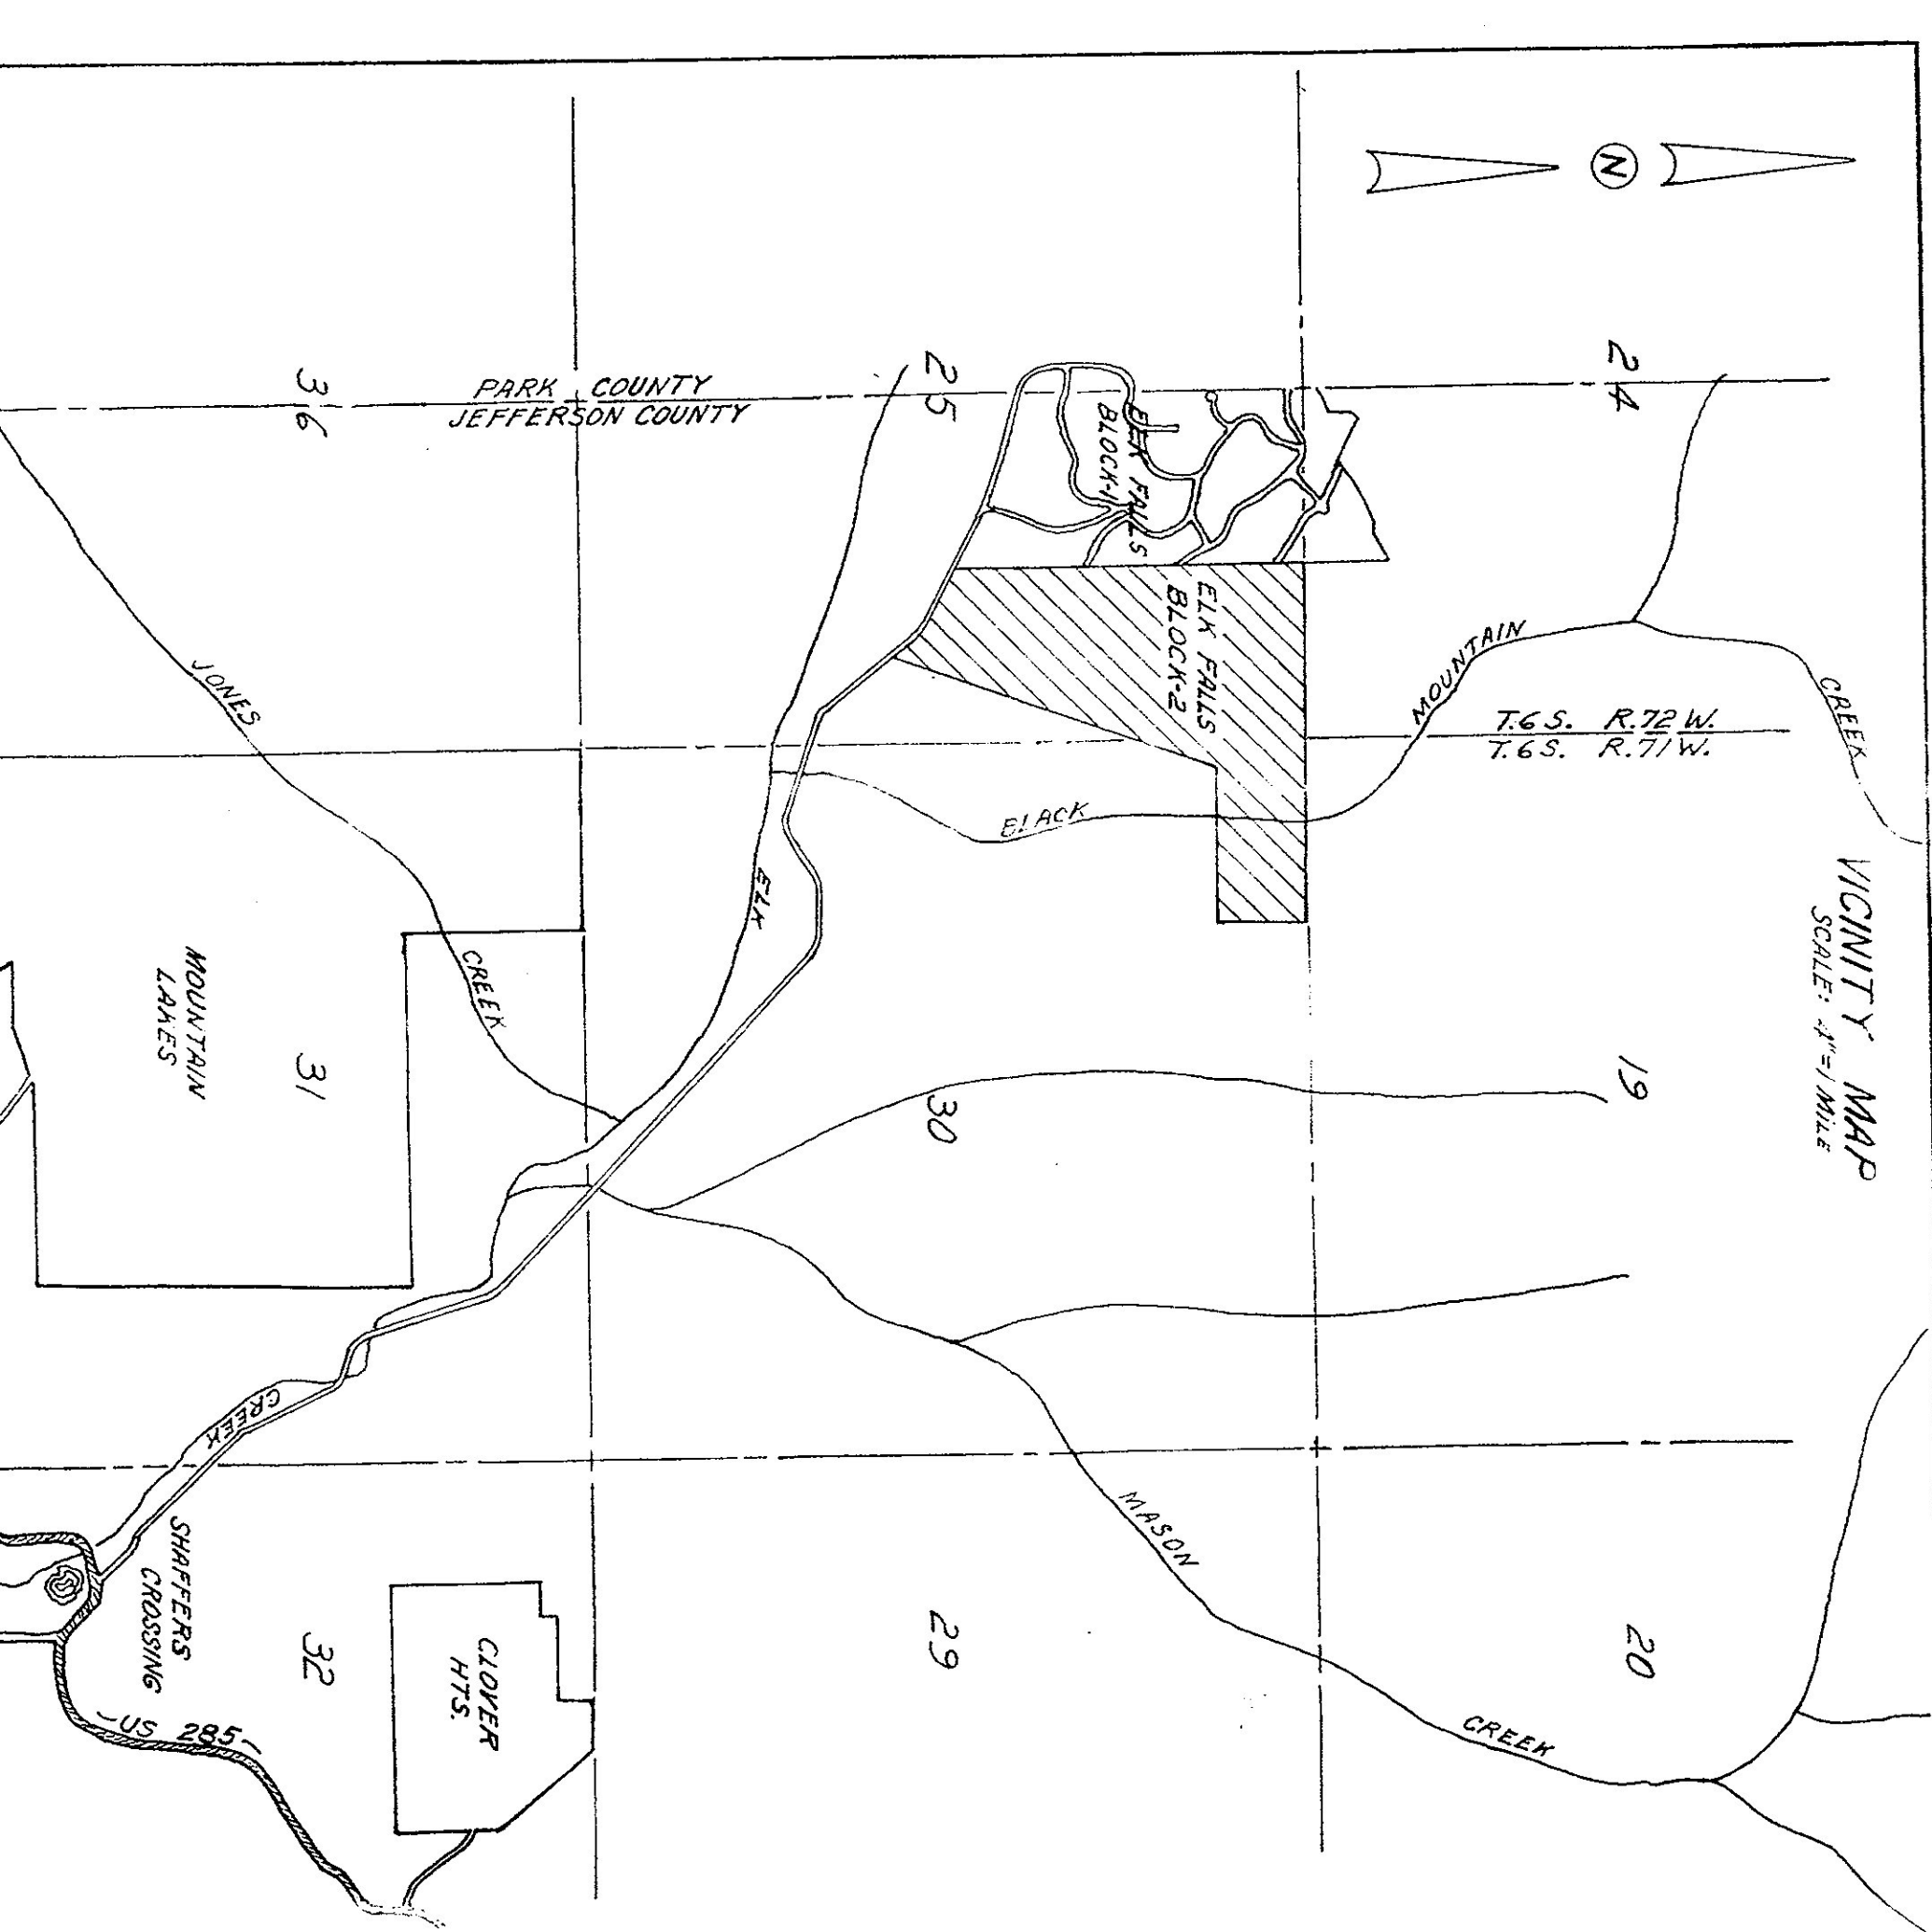 VICINITY MAP
SCALE: 4"=1 MILE
N
24
19
20
MOUNTAIN
CREEK
T.6 S. R.72 W.
T.6 S. R.71 W.
ELK FALLS
BLOCK-1
ELK FALLS
BLOCK-2
25
30
29
BLACK
ELK
MASON
CREEK
PARK COUNTY
JEFFERSON COUNTY
36
31
32
JONES
CREEK
MOUNTAIN
LAKES
CREEK
CLOVER
HTS.
SHAFFERS
CROSSING
US 285